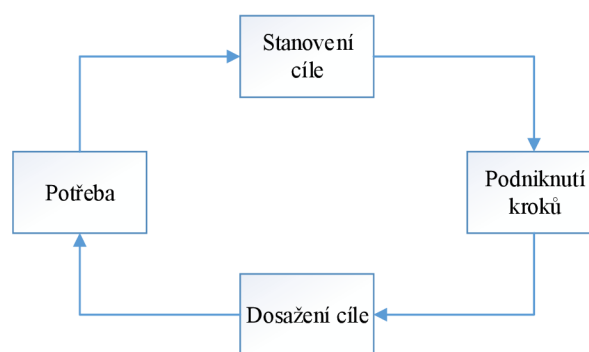 Stanovení
cíle
Potřeba
Podniknutí
kroků
Dosažení cíle